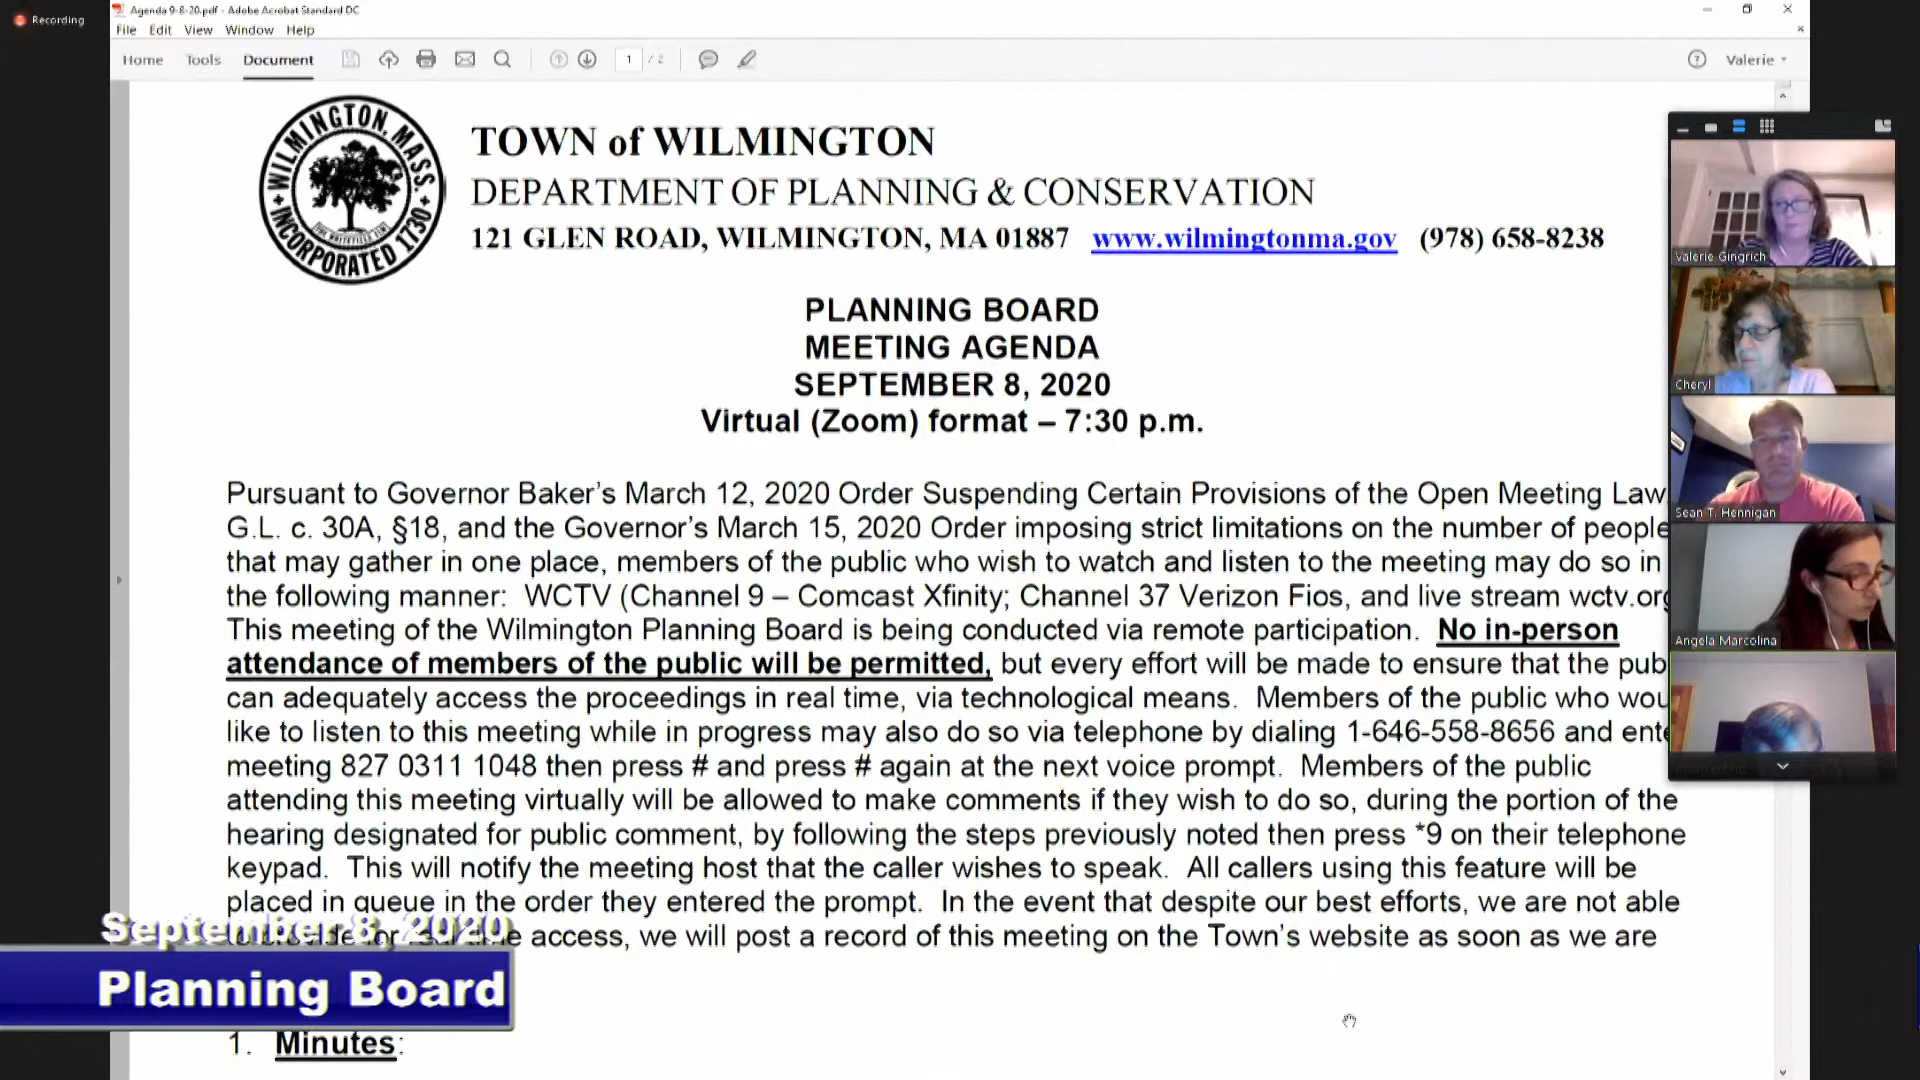 Recording
Agenda 9-8-20.pdf - Adobe Acrobat Standard DC
File Edit View Window Help
Home Tools Document 1 / 2 Valerie
WILMINGTON, MASS.
INCORPORATED 1730
TOWN of WILMINGTON
DEPARTMENT OF PLANNING & CONSERVATION
121 GLEN ROAD, WILMINGTON, MA 01887 www.wilmingtonma.gov (978) 658-8238
PLANNING BOARD
MEETING AGENDA
SEPTEMBER 8, 2020
Virtual (Zoom) format – 7:30 p.m.
Pursuant to Governor Baker's March 12, 2020 Order Suspending Certain Provisions of the Open Meeting Law
G.L. c. 30A, §18, and the Governor's March 15, 2020 Order imposing strict limitations on the number of people
that may gather in one place, members of the public who wish to watch and listen to the meeting may do so in
the following manner: WCTV (Channel 9 – Comcast Xfinity; Channel 37 Verizon Fios, and live stream wctv.org
This meeting of the Wilmington Planning Board is being conducted via remote participation. No in-person
attendance of members of the public will be permitted, but every effort will be made to ensure that the pub
can adequately access the proceedings in real time, via technological means. Members of the public who wou
like to listen to this meeting while in progress may also do so via telephone by dialing 1-646-558-8656 and ente
meeting 827 0311 1048 then press # and press # again at the next voice prompt. Members of the public
attending this meeting virtually will be allowed to make comments if they wish to do so, during the portion of the
hearing designated for public comment, by following the steps previously noted then press *9 on their telephone
keypad. This will notify the meeting host that the caller wishes to speak. All callers using this feature will be
placed in queue in the order they entered the prompt. In the event that despite our best efforts, we are not able
access, we will post a record of this meeting on the Town's website as soon as we are
1. Minutes:
Valerie Gingrich
Cheryl
Sean T. Hennigan
Angela Marcolina
September 8, 2020
Planning Board